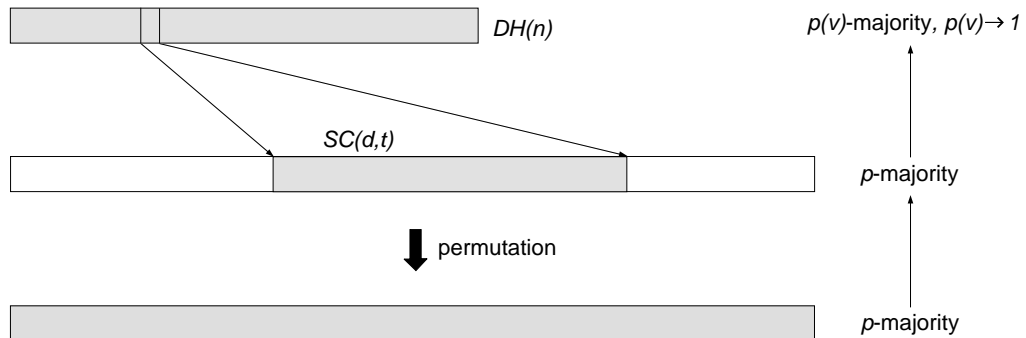 DH(n)
p(v)-majority, p(v)→ 1
SC(d,t)
p-majority
permutation
p-majority